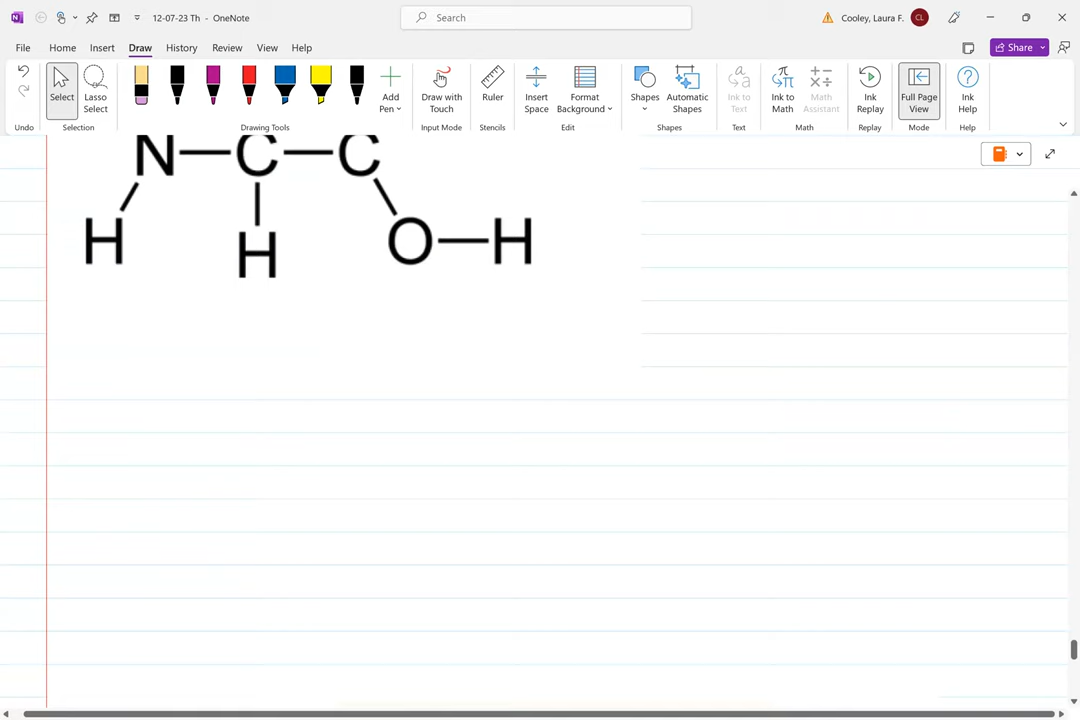 12-07-23 Th - OneNote
Search
Cooley, Laura F.
CL
File Home Insert Draw History Review View Help
Share
Select
Lasso Select
Add Pen
Draw with Touch
Ruler
Insert Space
Format Background
Shapes
Automatic Shapes
Ink to Text
Ink to Math
Math Assistant
Ink Replay
Full Page View
Ink Help
Undo Selection Drawing Tools Input Mode Stencils Edit Shapes Text Math Replay Mode Help
N C C
H H O H